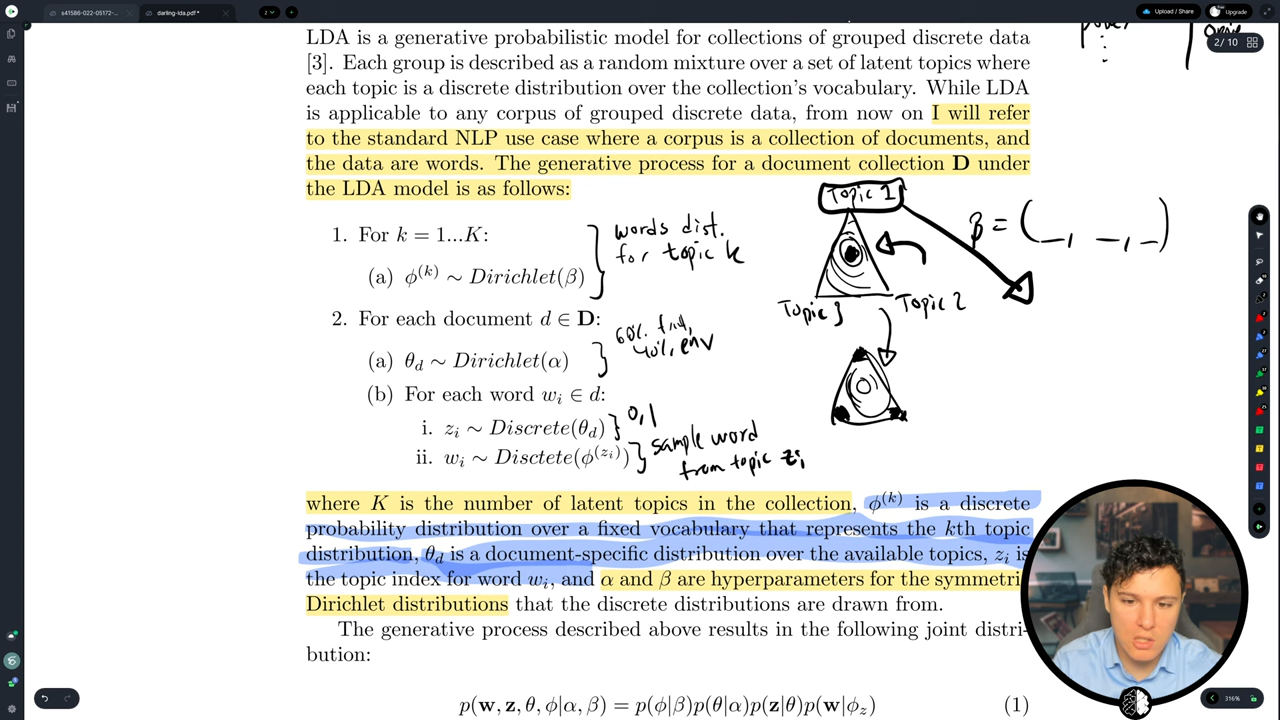 s41586-022-05172-...
darling-lda.pdf*
2
Upload / Share
Upgrade
2 / 10
LDA is a generative probabilistic model for collections of grouped discrete data
[3]. Each group is described as a random mixture over a set of latent topics where
each topic is a discrete distribution over the collection's vocabulary. While LDA
is applicable to any corpus of grouped discrete data, from now on I will refer
to the standard NLP use case where a corpus is a collection of documents, and
the data are words. The generative process for a document collection D under
the LDA model is as follows:
1. For k = 1...K:
(a) ϕ^(k) ∼ Dirichlet(β)
words dist.
for topic k
Topic 1
Topic 3
Topic 2
β = ( _, _, _ )
2. For each document d ∈ D:
(a) θ_d ∼ Dirichlet(α)
60%
40% env
(b) For each word w_i ∈ d:
i. z_i ∼ Discrete(θ_d)
0,1
ii. w_i ∼ Disctete(ϕ^(z_i))
sample word
from topic z_i
where K is the number of latent topics in the collection, ϕ^(k) is a discrete
probability distribution over a fixed vocabulary that represents the kth topic
distribution, θ_d is a document-specific distribution over the available topics, z_i is
the topic index for word w_i, and α and β are hyperparameters for the symmetri
Dirichlet distributions that the discrete distributions are drawn from.
The generative process described above results in the following joint distri-
bution:
p(w, z, θ, ϕ|α, β) = p(ϕ|β)p(θ|α)p(z|θ)p(w|ϕ_z) (1)
316%